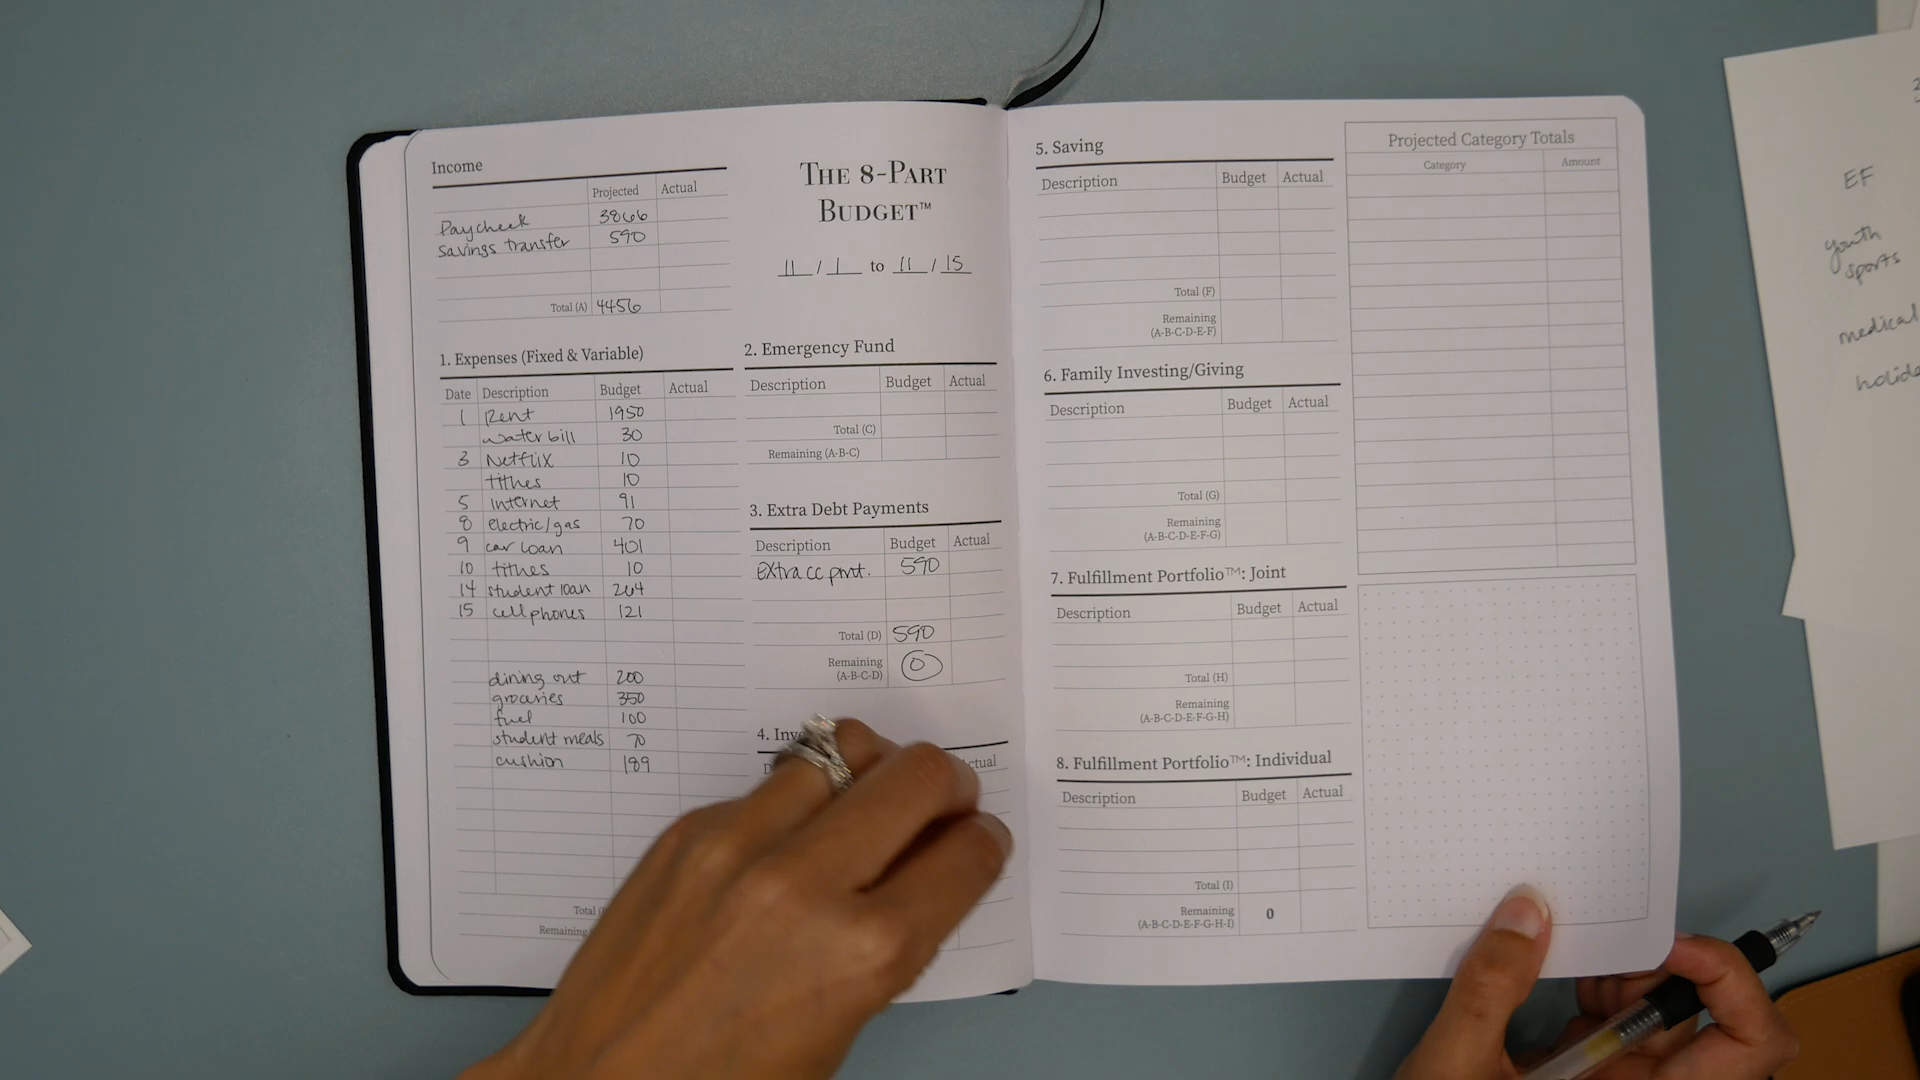 Income
Projected Actual
Paycheck 3866
savings transfer 590
Total (A) 4456
THE 8-PART
BUDGET™
11 / 1 to 11 / 15
1. Expenses (Fixed & Variable)
Date Description Budget Actual
1 Rent 1950
water bill 30
3 Netflix 10
tithes 10
5 Internet 91
8 electric/gas 70
9 car loan 401
10 tithes 10
14 student loan 264
15 cell phones 121
dining out 200
groceries 350
fuel 100
student meals 70
cushion 189
Total
Remaining
2. Emergency Fund
Description Budget Actual
Total (C)
Remaining (A-B-C)
3. Extra Debt Payments
Description Budget Actual
Extra cc pmt. 590
Total (D) 590
Remaining
(A-B-C-D) 0
4.
5. Saving
Description Budget Actual
Total (F)
Remaining
(A-B-C-D-E-F)
6. Family Investing/Giving
Description Budget Actual
Total (G)
Remaining
(A-B-C-D-E-F-G)
7. Fulfillment Portfolio™: Joint
Description Budget Actual
Total (H)
Remaining
(A-B-C-D-E-F-G-H)
8. Fulfillment Portfolio™: Individual
Description Budget Actual
Total (I)
Remaining 0
(A-B-C-D-E-F-G-H-I)
Projected Category Totals
Category Amount
EF
youth
sports
medical